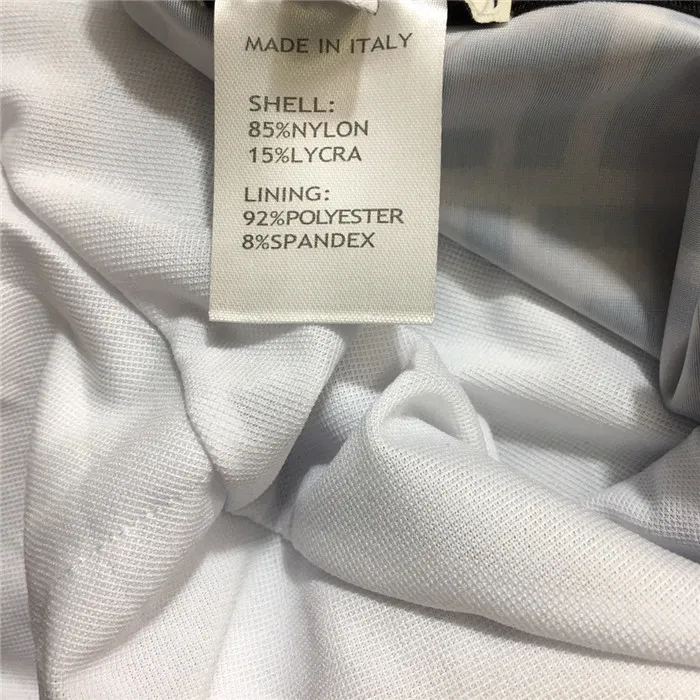 MADE IN ITALY
SHELL:
85%NYLON
15%LYCRA
LINING:
92%POLYESTER
8%SPANDEX